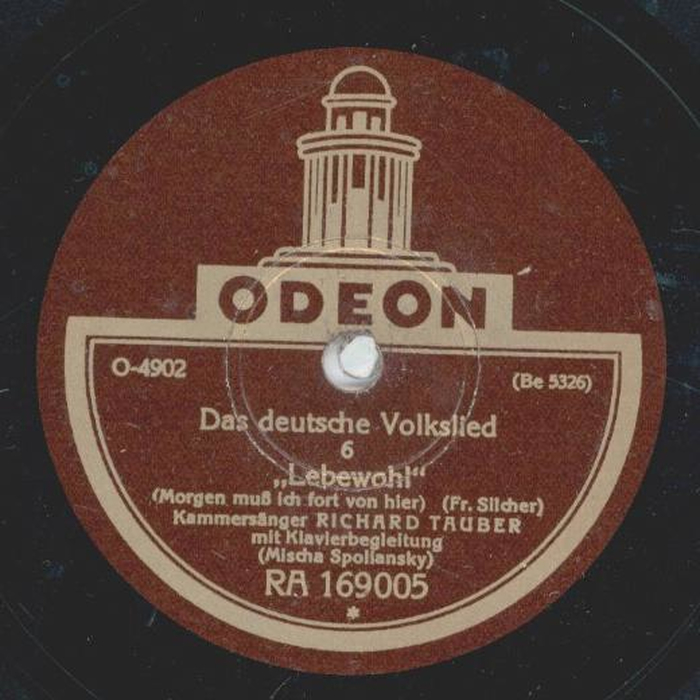 ODEON
O-4902 (Be 5326)
Das deutsche Volkslied
6
„Lebewohl“
(Morgen muß ich fort von hier) (Fr. Silcher)
Kammersänger RICHARD TAUBER
mit Klavierbegleitung
(Mischa Spoliansky)
RA 169005
*